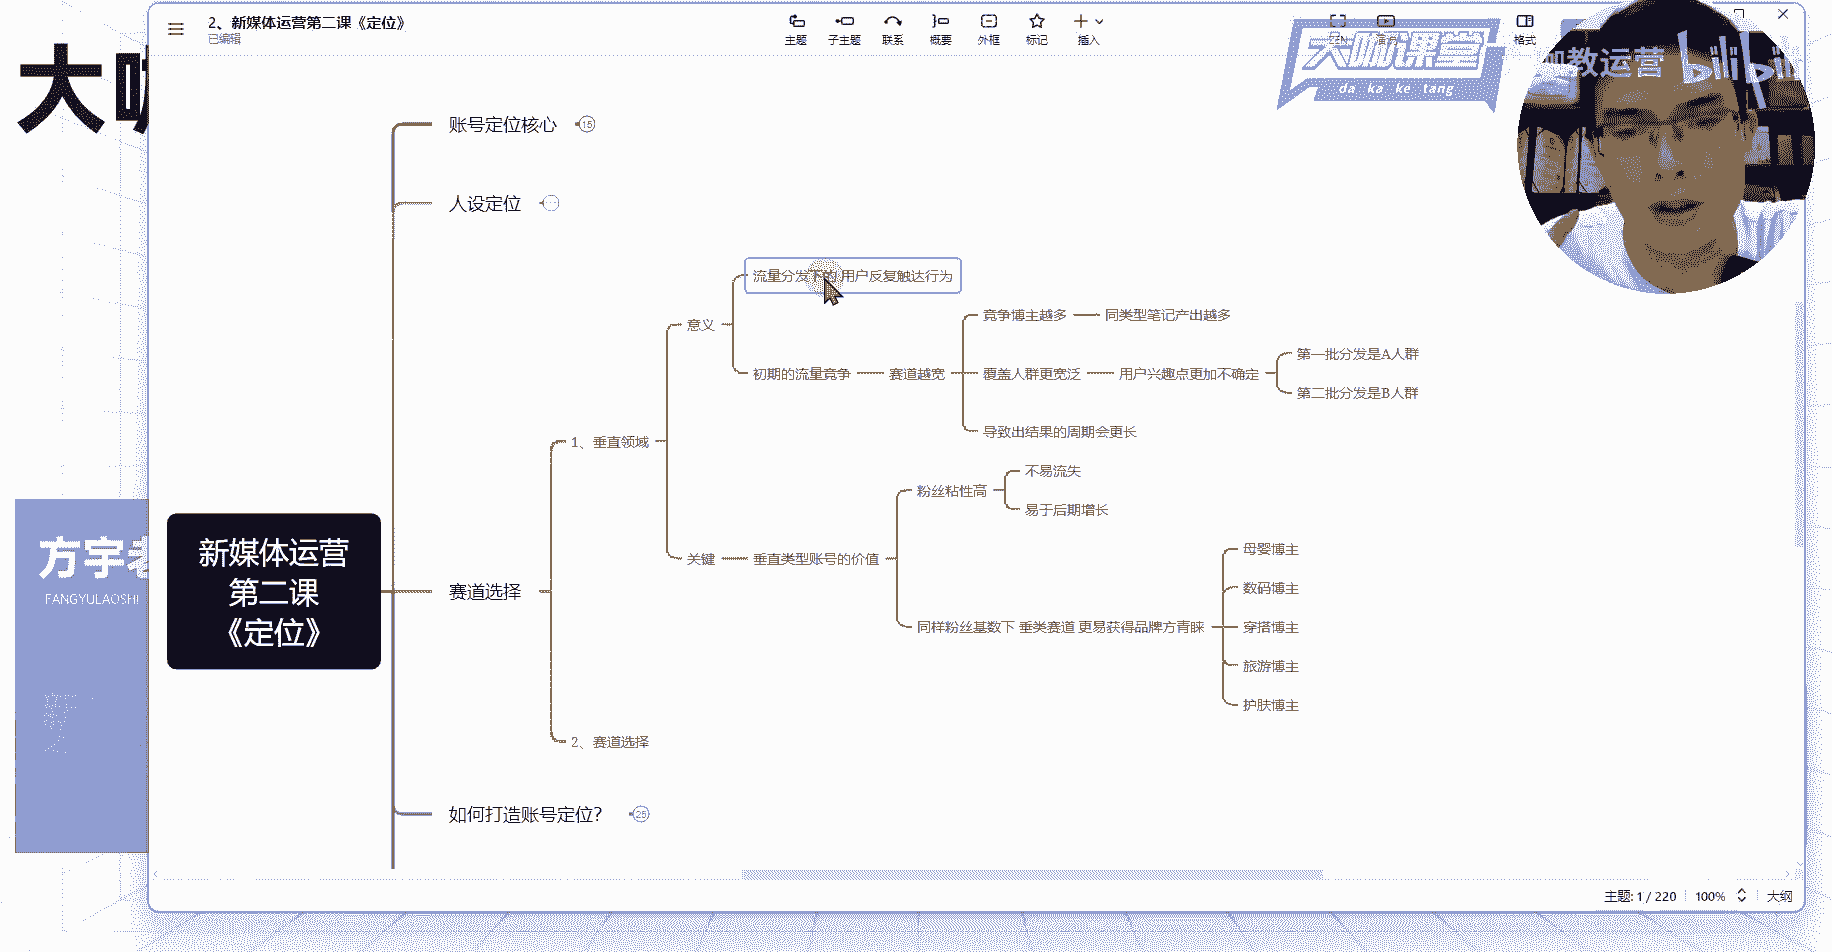 2、新媒体运营第二课《定位》
已编辑
主题
子主题
联系
概要
外框
标记
插入
ZEN
演说
格式
大咖课堂
da ka ke tang
咖教运营
bilibili
大咖
方宇老
FANGYULAOSHI
新媒体运营
第二课
《定位》
账号定位核心
15
人设定位
赛道选择
1、垂直领域
意义
流量分发下的 用户反复触达行为
初期的流量竞争
赛道越宽
竞争博主越多
同类型笔记产出越多
覆盖人群更宽泛
用户兴趣点更加不确定
第一批分发是A人群
第二批分发是B人群
导致出结果的周期会更长
关键
垂直类型账号的价值
粉丝粘性高
不易流失
易于后期增长
同样粉丝基数下 垂类赛道 更易获得品牌方青睐
母婴博主
数码博主
穿搭博主
旅游博主
护肤博主
2、赛道选择
如何打造账号定位?
25
主题: 1 / 220
100%
大纲